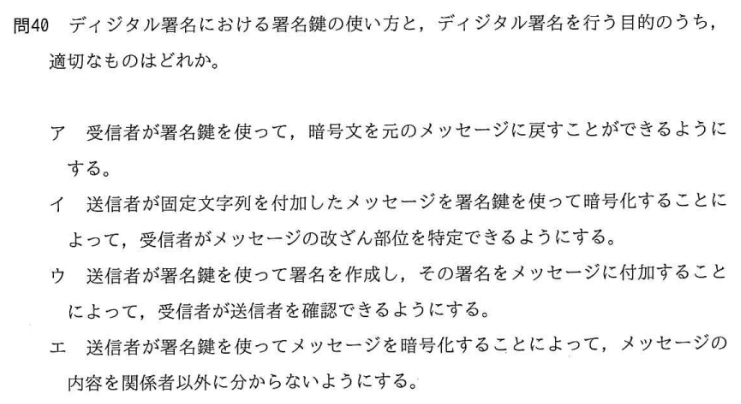 問40 ディジタル署名における署名鍵の使い方と，ディジタル署名を行う目的のうち，
適切なものはどれか。
ア 受信者が署名鍵を使って，暗号文を元のメッセージに戻すことができるように
する。
イ 送信者が固定文字列を付加したメッセージを署名鍵を使って暗号化することに
よって，受信者がメッセージの改ざん部位を特定できるようにする。
ウ 送信者が署名鍵を使って署名を作成し，その署名をメッセージに付加すること
によって，受信者が送信者を確認できるようにする。
エ 送信者が署名鍵を使ってメッセージを暗号化することによって，メッセージの
内容を関係者以外に分からないようにする。